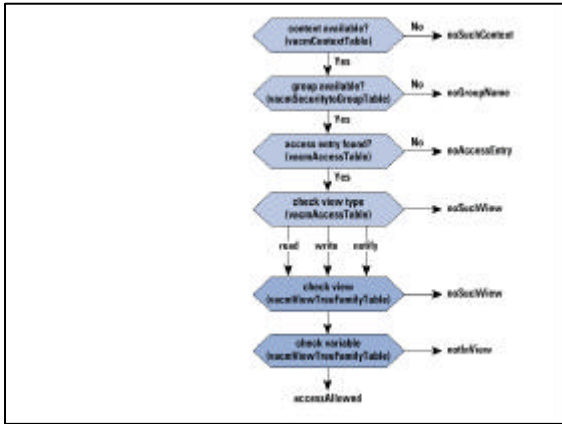 context available?
(vacmContextTable)
No
noSuchContext
Yes
group available?
(vacmSecuritytoGroupTable)
No
noGroupName
Yes
access entry found?
(vacmAccessTable)
No
noAccessEntry
Yes
check view type
(vacmAccessTable)
noSuchView
read write notify
check view
(vacmViewTreeFamilyTable)
noSuchView
check variable
(vacmViewTreeFamilyTable)
notInView
accessAllowed